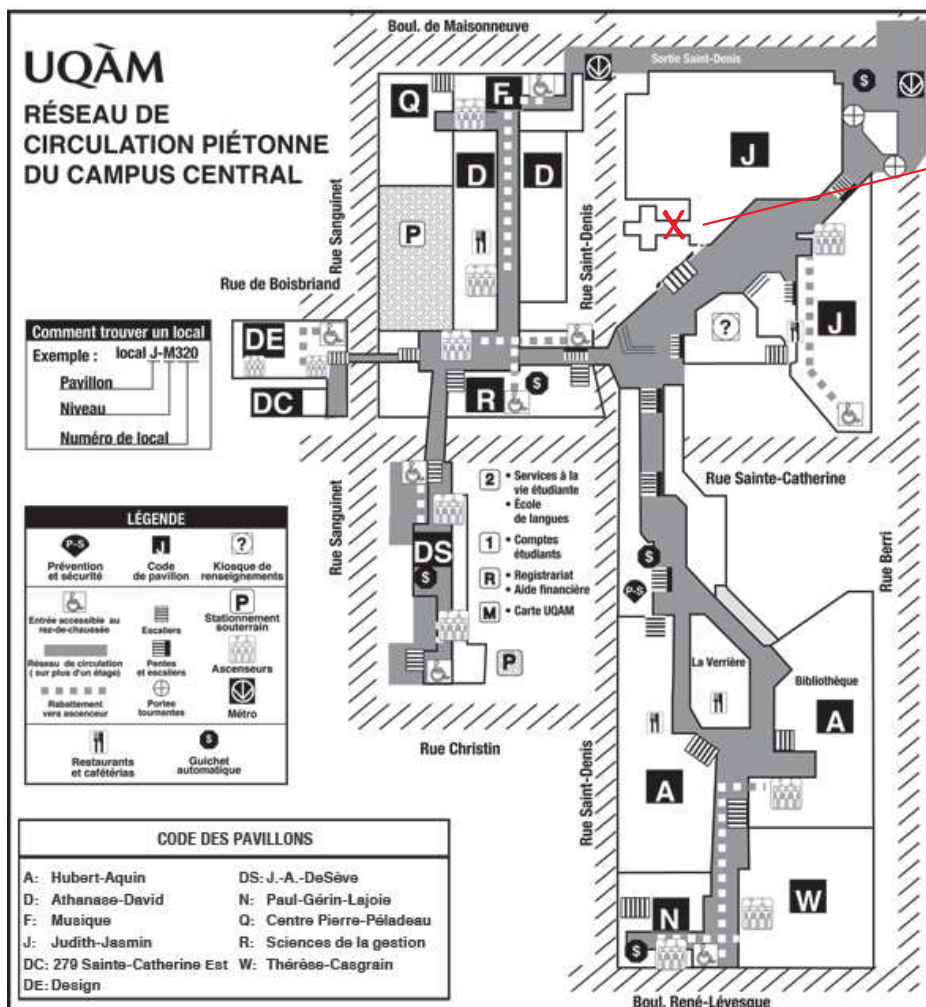 Boul. de Maisonneuve
UQÀM
RÉSEAU DE
CIRCULATION PIÉTONNE
DU CAMPUS CENTRAL
Sortie Saint-Denis
S
Q
F
D
D
J
P
Rue Sanguinet
Rue Saint-Denis
Rue de Boisbriand
Comment trouver un local
Exemple : local J-M320
Pavillon
Niveau
Numéro de local
DE
DC
R
S
?
J
Rue Sainte-Catherine
Rue Sanguinet
DS
S
2 • Services à la
vie étudiante
• École
de langues
1 • Comptes
étudiants
R • Registrariat
• Aide financière
M • Carte UQAM
P
Rue Berri
S
P-S
La Verrière
Bibliothèque
A
A
Rue Christin
Rue Saint-Denis
N
S
W
Boul. René-Lévesque
LÉGENDE
P-S
Prévention
et sécurité
J
Code
de pavillon
?
Kiosque de
renseignements
Entrée accessible au
rez-de-chaussée
Escaliers
P
Stationnement
souterrain
Réseau de circulation
( sur plus d'un étage)
Pentes
et escaliers
Ascenseurs
Rabattement
vers ascenceur
Portes
tournantes
Métro
Restaurants
et cafétérias
S
Guichet
automatique
CODE DES PAVILLONS
A: Hubert-Aquin
D: Athanase-David
F: Musique
J: Judith-Jasmin
DC: 279 Sainte-Catherine Est
DE: Design
DS: J.-A.-DeSève
N: Paul-Gérin-Lajoie
Q: Centre Pierre-Péladeau
R: Sciences de la gestion
W: Thérèse-Casgrain